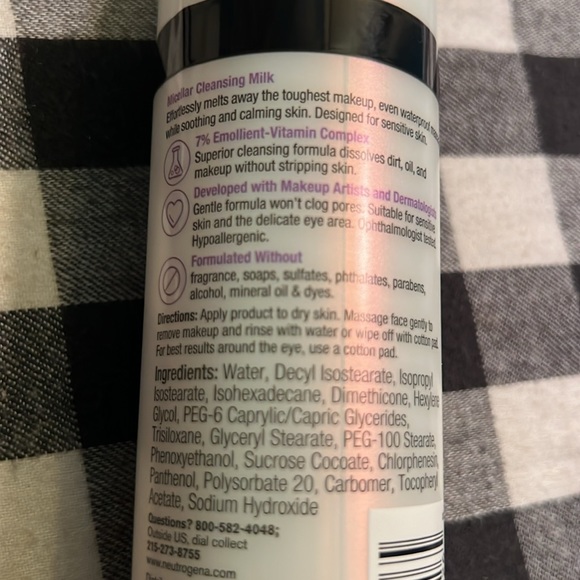 Micellar Cleansing Milk
Effortlessly melts away the toughest makeup, even waterproof
while soothing and calming skin. Designed for sensitive skin.
7% Emollient-Vitamin Complex
Superior cleansing formula dissolves dirt, oil, and
makeup without stripping skin.
Developed with Makeup Artists and Dermatologists
Gentle formula won't clog pores. Suitable for sensitive
skin and the delicate eye area. Ophthalmologist tested.
Hypoallergenic.
Formulated Without
fragrance, soaps, sulfates, phthalates, parabens,
alcohol, mineral oil & dyes.
Directions: Apply product to dry skin. Massage face gently to
remove makeup and rinse with water or wipe off with cotton pad.
For best results around the eye, use a cotton pad.
Ingredients: Water, Decyl Isostearate, Isopropyl
Isostearate, Isohexadecane, Dimethicone, Hexylene
Glycol, PEG-6 Caprylic/Capric Glycerides,
Trisiloxane, Glyceryl Stearate, PEG-100 Stearate,
Phenoxyethanol, Sucrose Cocoate, Chlorphenesin,
Panthenol, Polysorbate 20, Carbomer, Tocopheryl
Acetate, Sodium Hydroxide
Questions? 800-582-4048;
Outside US, dial collect
215-273-8755
www.neutrogena.com